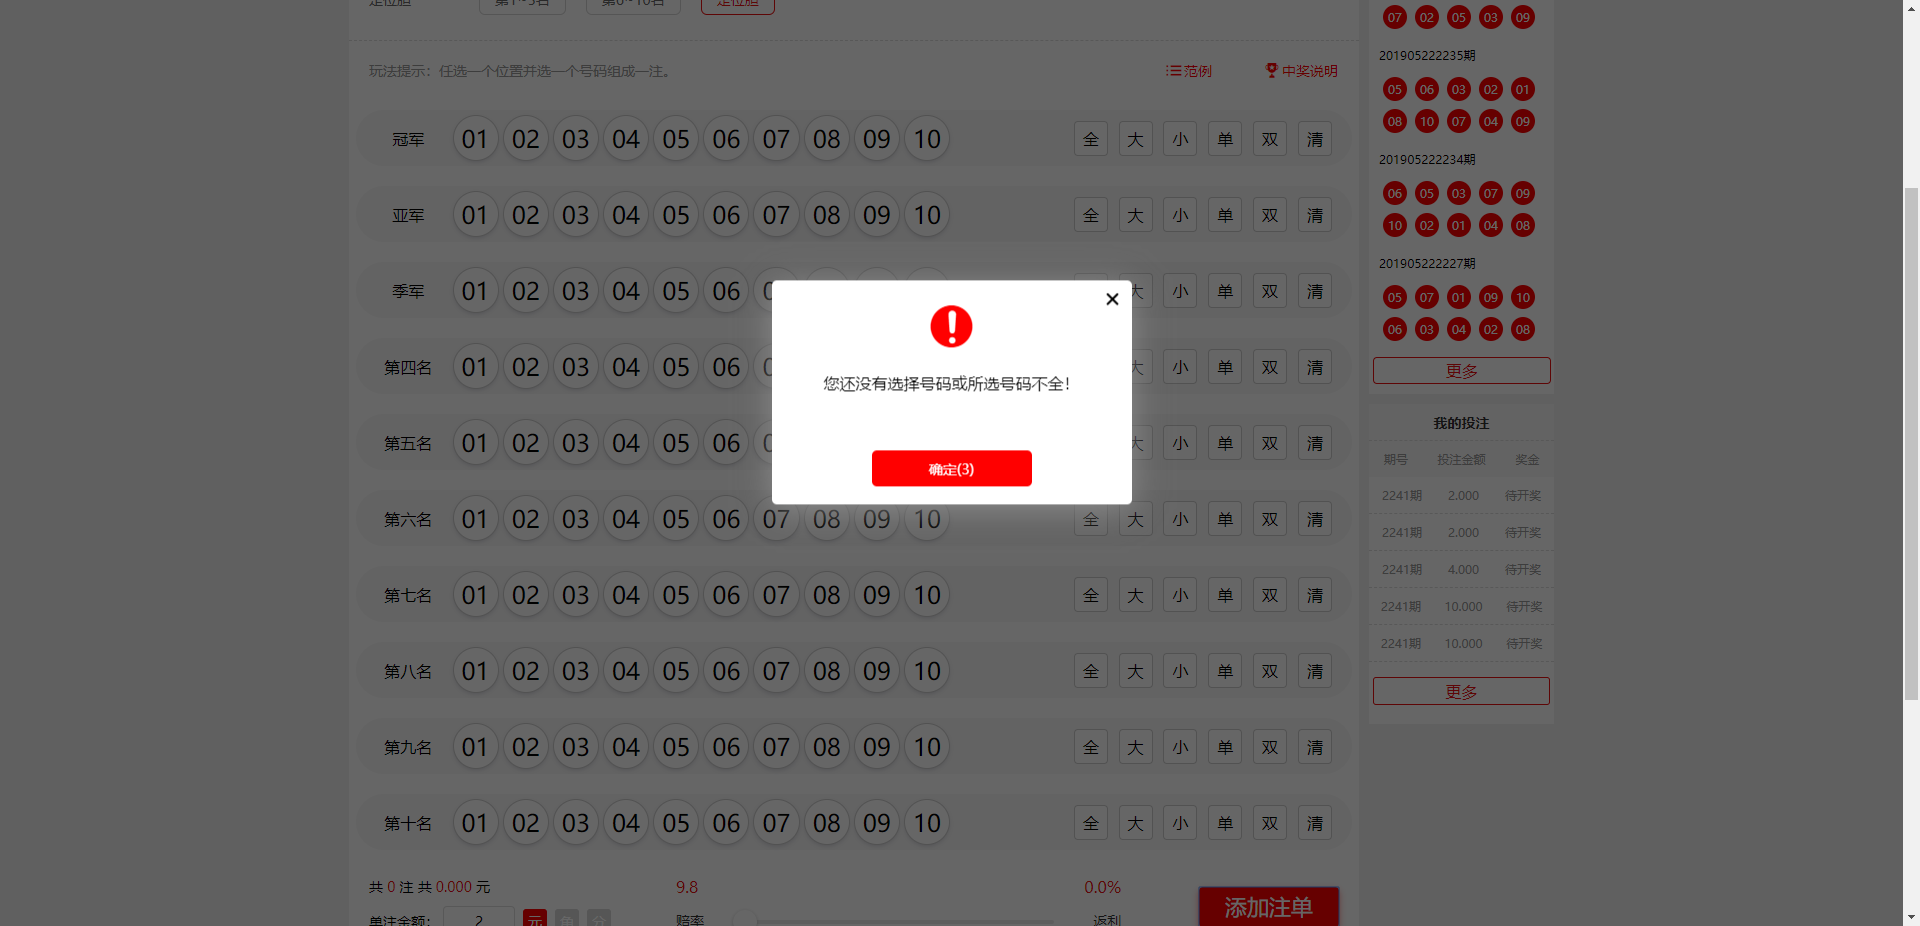 定位胆 第1~5名 第6~10名 定位胆
玩法提示：任选一个位置并选一个号码组成一注。 范例 中奖说明
冠军 01 02 03 04 05 06 07 08 09 10 全 大 小 单 双 清
亚军 01 02 03 04 05 06 07 08 09 10 全 大 小 单 双 清
季军 01 02 03 04 05 06 小 单 双 清
第四名 01 02 03 04 05 06 大 小 单 双 清
第五名 01 02 03 04 05 06 大 小 单 双 清
第六名 01 02 03 04 05 06 07 08 09 10 全 大 小 单 双 清
第七名 01 02 03 04 05 06 07 08 09 10 全 大 小 单 双 清
第八名 01 02 03 04 05 06 07 08 09 10 全 大 小 单 双 清
第九名 01 02 03 04 05 06 07 08 09 10 全 大 小 单 双 清
第十名 01 02 03 04 05 06 07 08 09 10 全 大 小 单 双 清
共 0 注 共 0.000 元 9.8 0.0% 添加注单
单注金额： 2 元 角 分 赔率 返利
您还没有选择号码或所选号码不全！
确定(3)
07 02 05 03 09
201905222235期
05 06 03 02 01
08 10 07 04 09
201905222234期
06 05 03 07 09
10 02 01 04 08
201905222227期
05 07 01 09 10
06 03 04 02 08
更多
我的投注
期号 投注金额 奖金
2241期 2.000 待开奖
2241期 2.000 待开奖
2241期 4.000 待开奖
2241期 10.000 待开奖
2241期 10.000 待开奖
更多